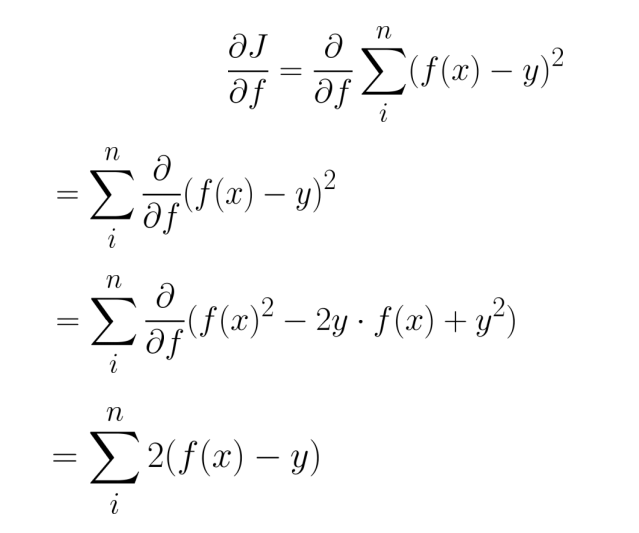 ∂J/∂f = ∂/∂f ∑_i^n (f(x) − y)^2
= ∑_i^n ∂/∂f (f(x) − y)^2
= ∑_i^n ∂/∂f (f(x)^2 − 2y · f(x) + y^2)
= ∑_i^n 2(f(x) − y)